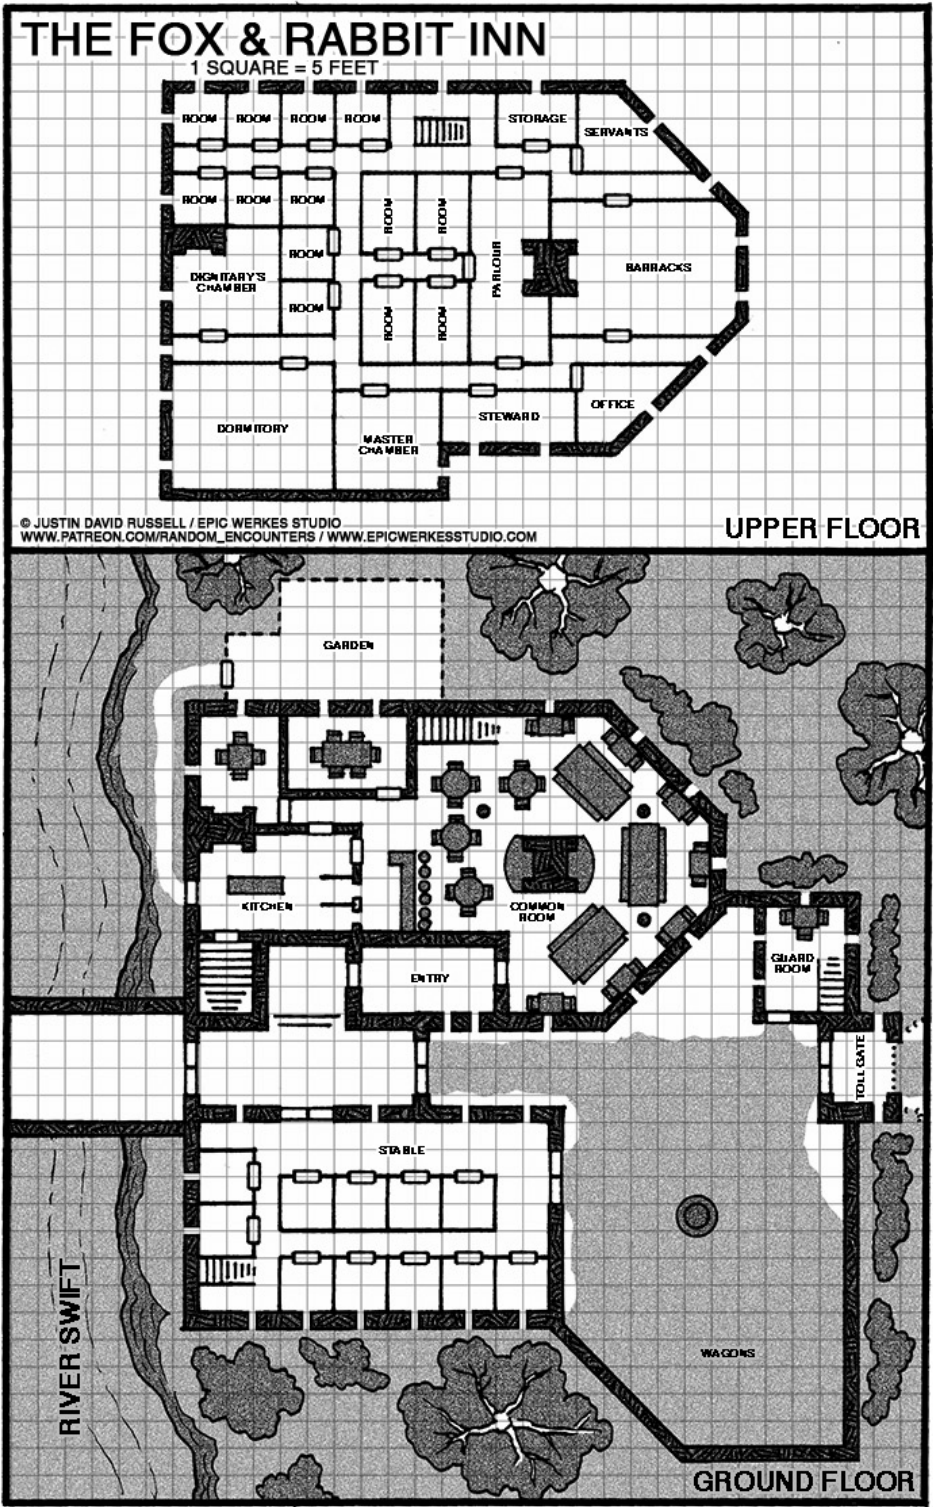 THE FOX & RABBIT INN
1 SQUARE = 5 FEET
ROOM
ROOM
ROOM
ROOM
STORAGE
SERVANTS
ROOM
ROOM
ROOM
ROOM
ROOM
PARLOUR
BARRACKS
ROOM
DIGNITARY'S
CHAMBER
ROOM
ROOM
ROOM
DORMITORY
MASTER
CHAMBER
STEWARD
OFFICE
© JUSTIN DAVID RUSSELL / EPIC WERKES STUDIO
WWW.PATREON.COM/RANDOM_ENCOUNTERS / WWW.EPICWERKESSTUDIO.COM
UPPER FLOOR
GARDEN
KITCHEN
COMMON
ROOM
ENTRY
GUARD
ROOM
TOLL GATE
STABLE
RIVER SWIFT
WAGONS
GROUND FLOOR